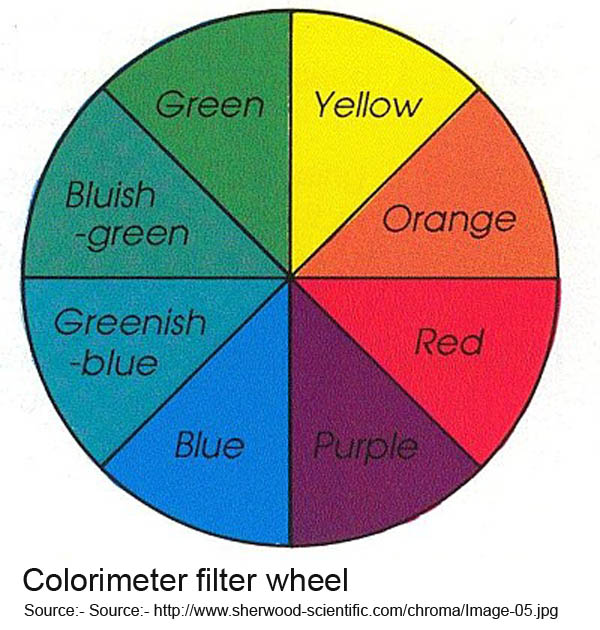 Green
Yellow
Bluish
-green
Orange
Greenish
-blue
Red
Blue
Purple
Colorimeter filter wheel
Source:- Source:- http://www.sherwood-scientific.com/chroma/Image-05.jpg